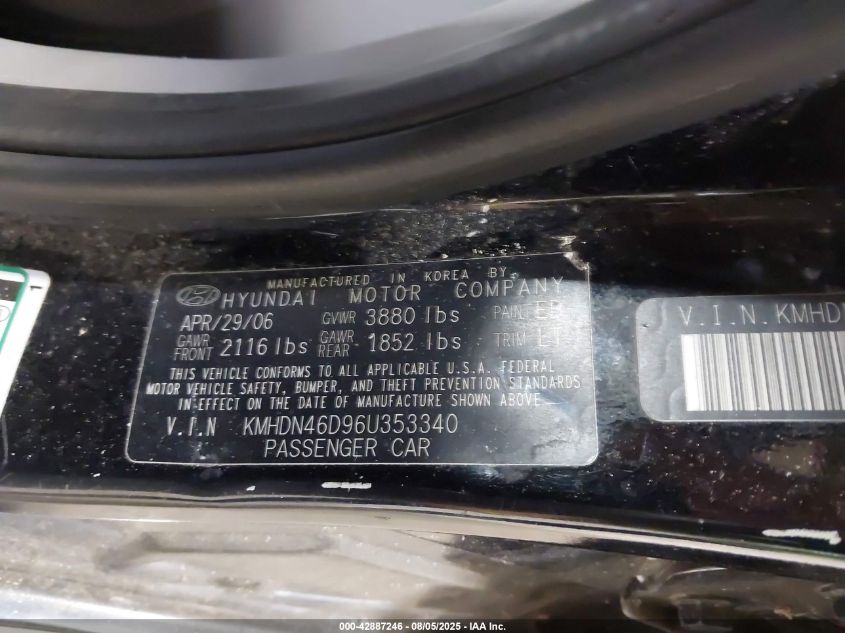 MANUFACTURED IN KOREA BY
HYUNDAI MOTOR COMPANY
APR/29/06 GVWR 3880 lbs PAINT EB
GAWR FRONT 2116 lbs GAWR REAR 1852 lbs TRIM
THIS VEHICLE CONFORMS TO ALL APPLICABLE U.S.A. FEDERAL
MOTOR VEHICLE SAFETY, BUMPER, AND THEFT PREVENTION STANDARDS
IN EFFECT ON THE DATE OF MANUFACTURE SHOWN ABOVE.
V.I.N KMHDN46D96U353340
PASSENGER CAR
V.I.N. KMHD
000-42887246 - 08/05/2025 - IAA Inc.